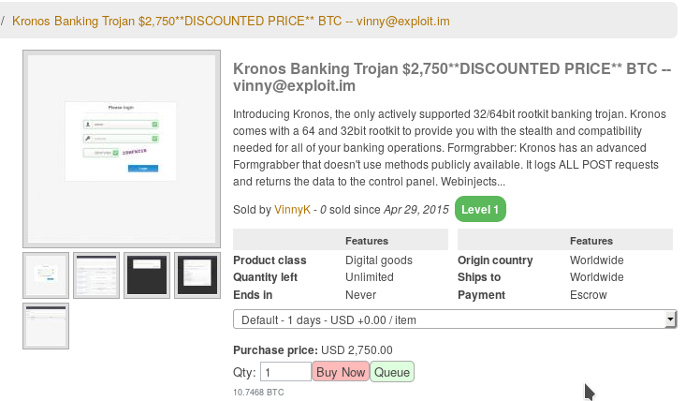 / Kronos Banking Trojan $2,750**DISCOUNTED PRICE** BTC -- vinny@exploit.im
Please login
Kronos Banking Trojan $2,750**DISCOUNTED PRICE** BTC --
vinny@exploit.im
Introducing Kronos, the only actively supported 32/64bit rootkit banking trojan. Kronos
comes with a 64 and 32bit rootkit to provide you with the stealth and compatibility
needed for all of your banking operations. Formgrabber: Kronos has an advanced
Formgrabber that doesn't use methods publicly available. It logs ALL POST requests
and returns the data to the control panel. Webinjects...
Sold by VinnyK - 0 sold since Apr 29, 2015 Level 1
Features Features
Product class Digital goods Origin country Worldwide
Quantity left Unlimited Ships to Worldwide
Ends in Never Payment Escrow
Default - 1 days - USD +0.00 / item
Purchase price: USD 2,750.00
Qty: 1 Buy Now Queue
10.7468 BTC